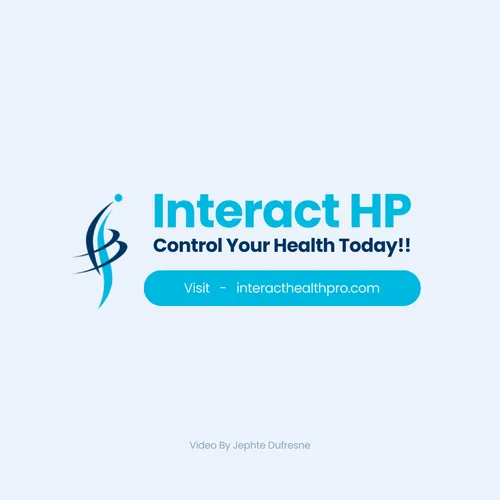 Interact HP
Control Your Health Today!!
Visit - interacthealthpro.com
Video By Jephte Dufresne